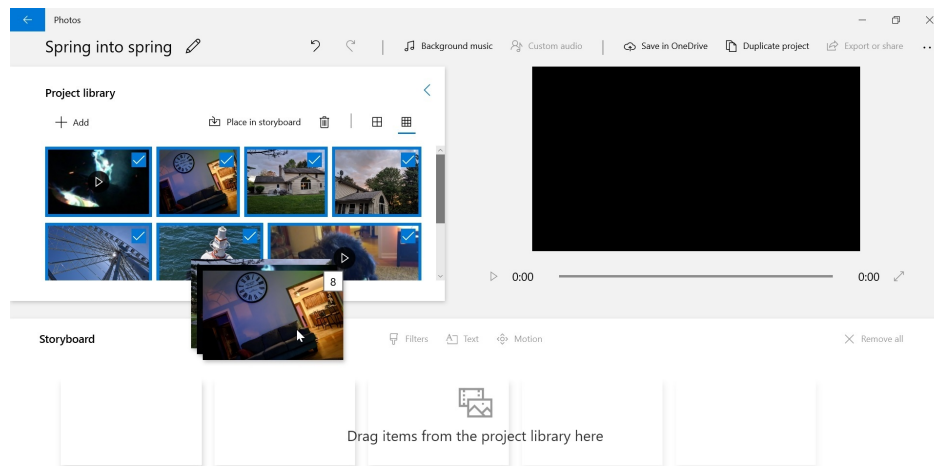 Photos
Spring into spring
Background music
Custom audio
Save in OneDrive
Duplicate project
Export or share
Project library
Add
Place in storyboard
8
0:00
0:00
Storyboard
Filters
Text
Motion
Remove all
Drag items from the project library here